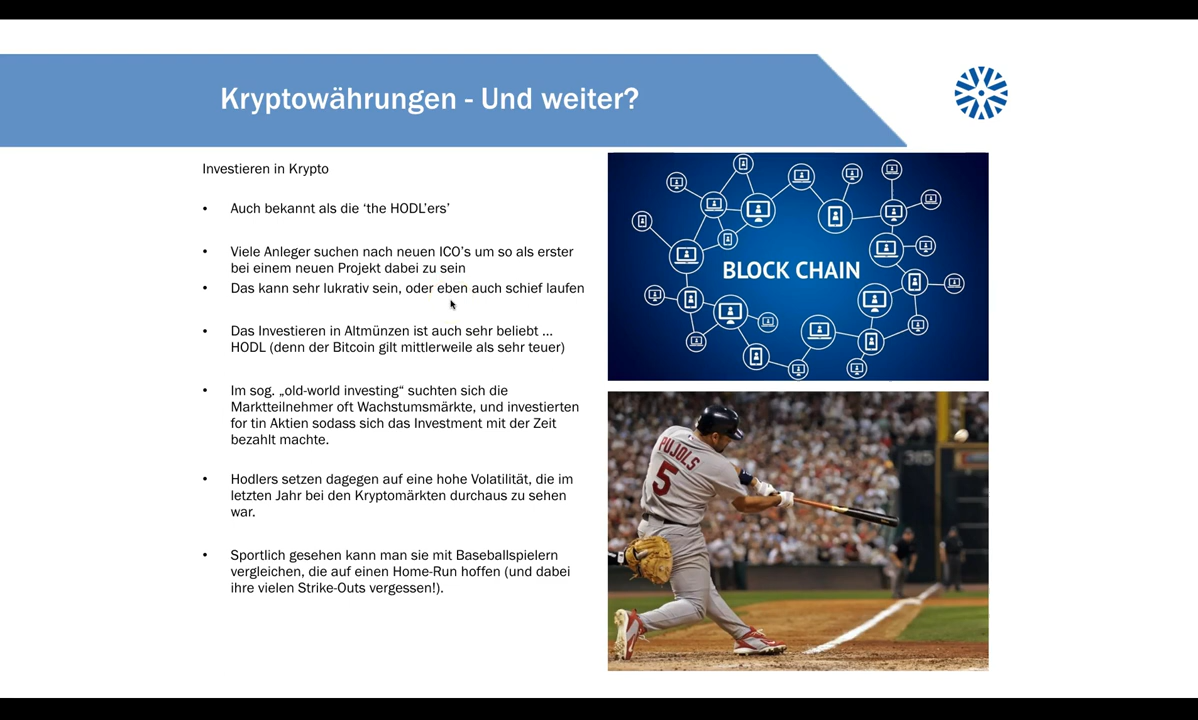 Kryptowährungen - Und weiter?
Investieren in Krypto
• Auch bekannt als die ‘the HODL’ers’
• Viele Anleger suchen nach neuen ICO’s um so als erster
bei einem neuen Projekt dabei zu sein
• Das kann sehr lukrativ sein, oder eben auch schief laufen
• Das Investieren in Altmünzen ist auch sehr beliebt ...
HODL (denn der Bitcoin gilt mittlerweile als sehr teuer)
• Im sog. „old-world investing“ suchten sich die
Marktteilnehmer oft Wachstumsmärkte, und investierten
for tin Aktien sodass sich das Investment mit der Zeit
bezahlt machte.
• Hodlers setzen dagegen auf eine hohe Volatilität, die im
letzten Jahr bei den Kryptomärkten durchaus zu sehen
war.
• Sportlich gesehen kann man sie mit Baseballspielern
vergleichen, die auf einen Home-Run hoffen (und dabei
ihre vielen Strike-Outs vergessen!).
BLOCK CHAIN
PUJOLS
5